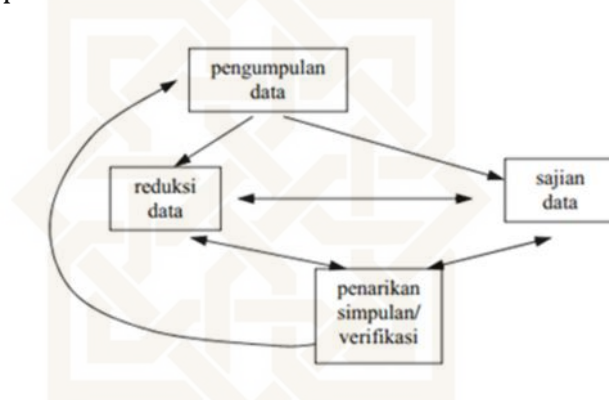 pengumpulan
data
reduksi
data
sajian
data
penarikan
simpulan/
verifikasi